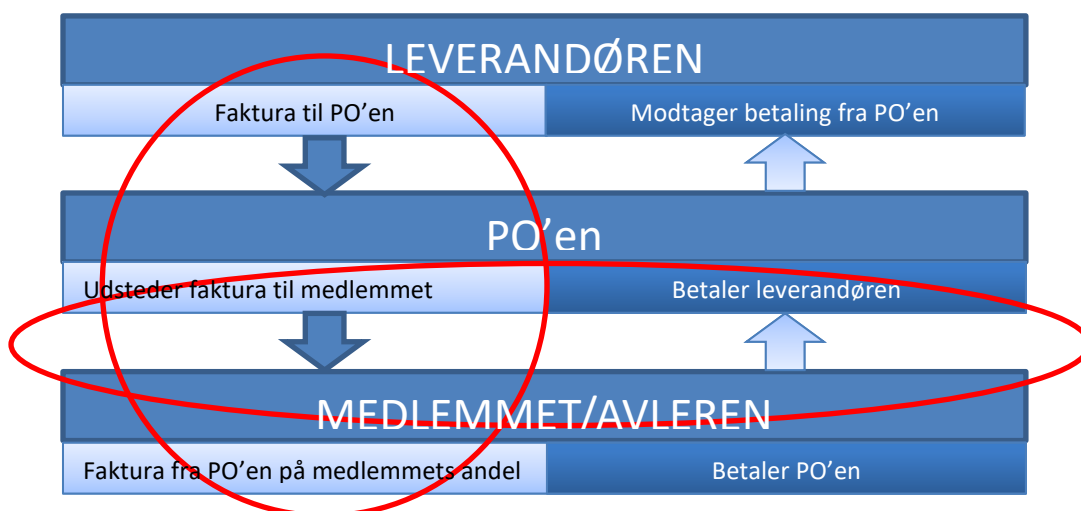 LEVERANDØREN
Faktura til PO’en
Modtager betaling fra PO’en
PO’en
Udsteder faktura til medlemmet
Betaler leverandøren
MEDLEMMET/AVLEREN
Faktura fra PO’en på medlemmets andel
Betaler PO’en